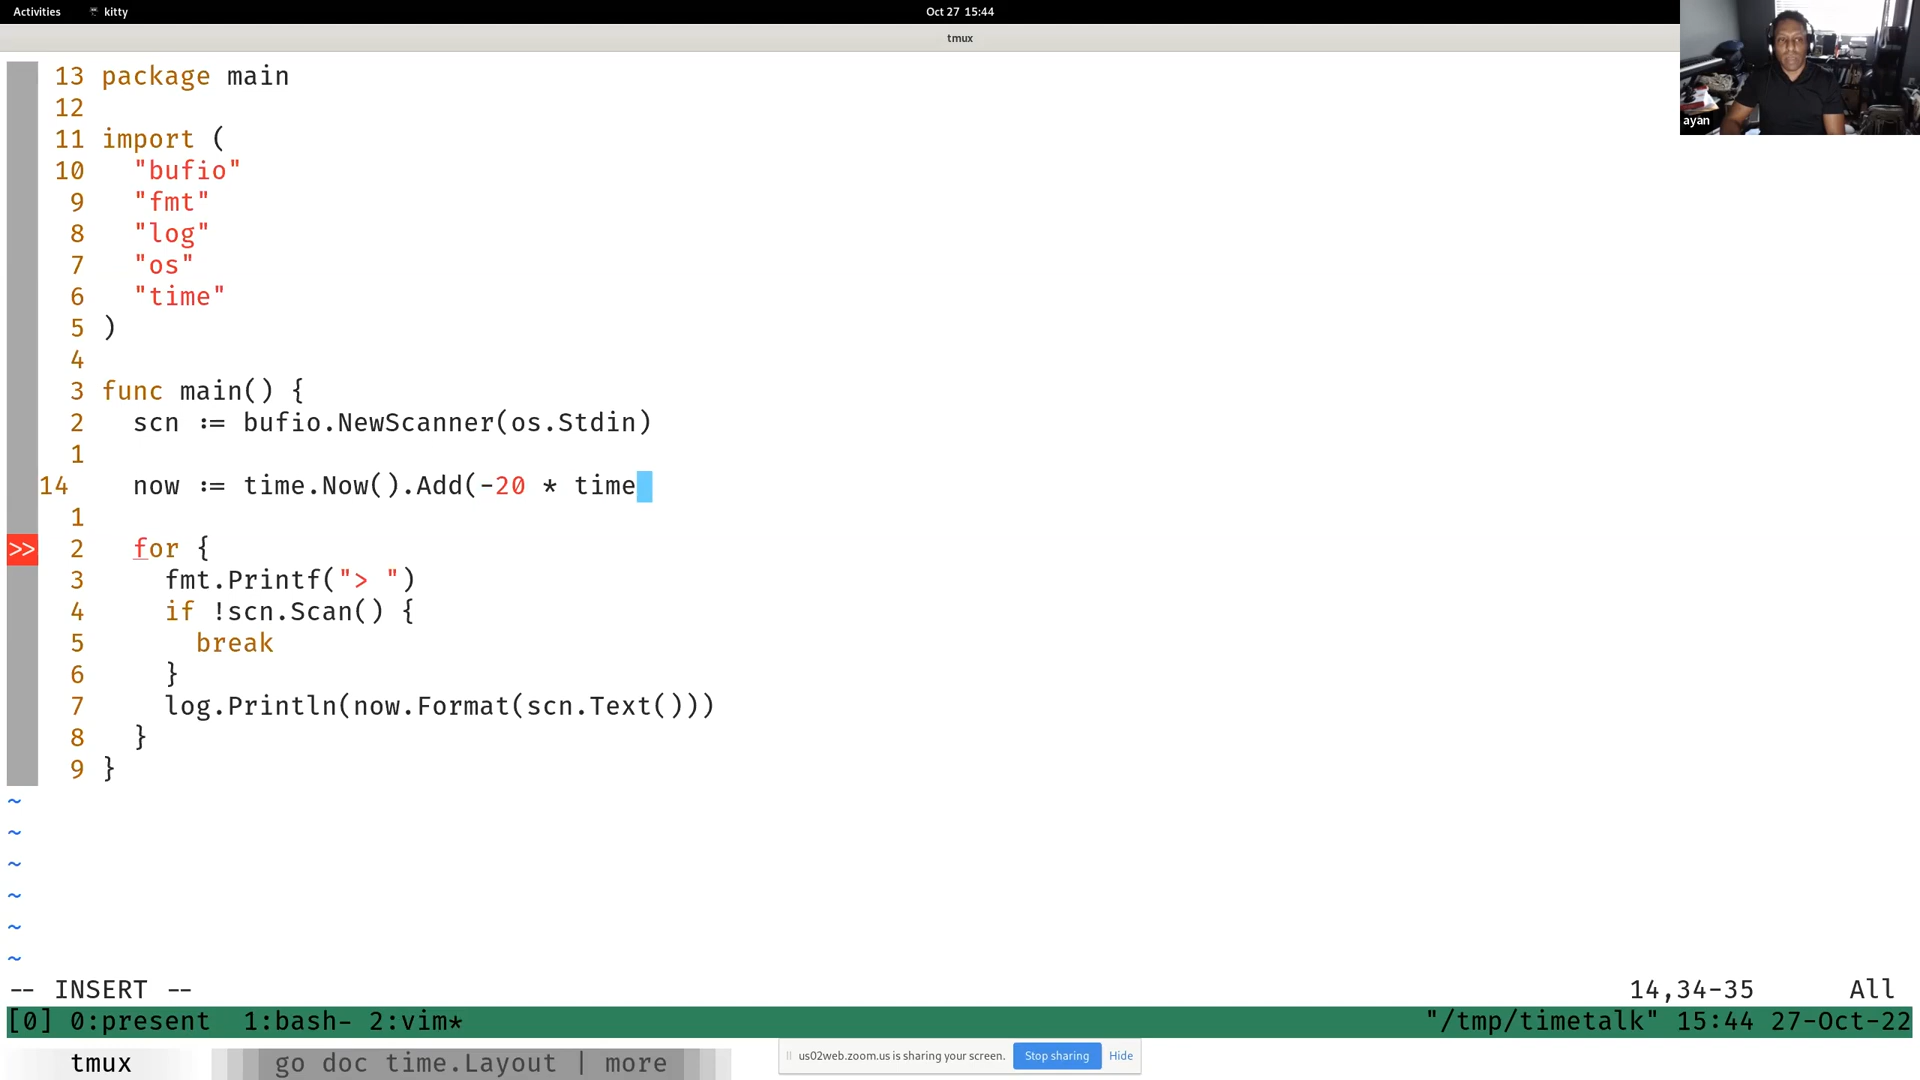 Activities kitty Oct 27 15:44
tmux
ayan
13 package main
12
11 import (
10 "bufio"
9 "fmt"
8 "log"
7 "os"
6 "time"
5 )
4
3 func main() {
2 scn := bufio.NewScanner(os.Stdin)
1
14 now := time.Now().Add(-20 * time
1
>> 2 for {
3 fmt.Printf("> ")
4 if !scn.Scan() {
5 break
6 }
7 log.Println(now.Format(scn.Text()))
8 }
9 }
~
~
~
~
~
~
-- INSERT -- 14,34-35 All
[0] 0:present 1:bash- 2:vim* "/tmp/timetalk" 15:44 27-Oct-22
tmux go doc time.Layout | more
us02web.zoom.us is sharing your screen. Stop sharing Hide